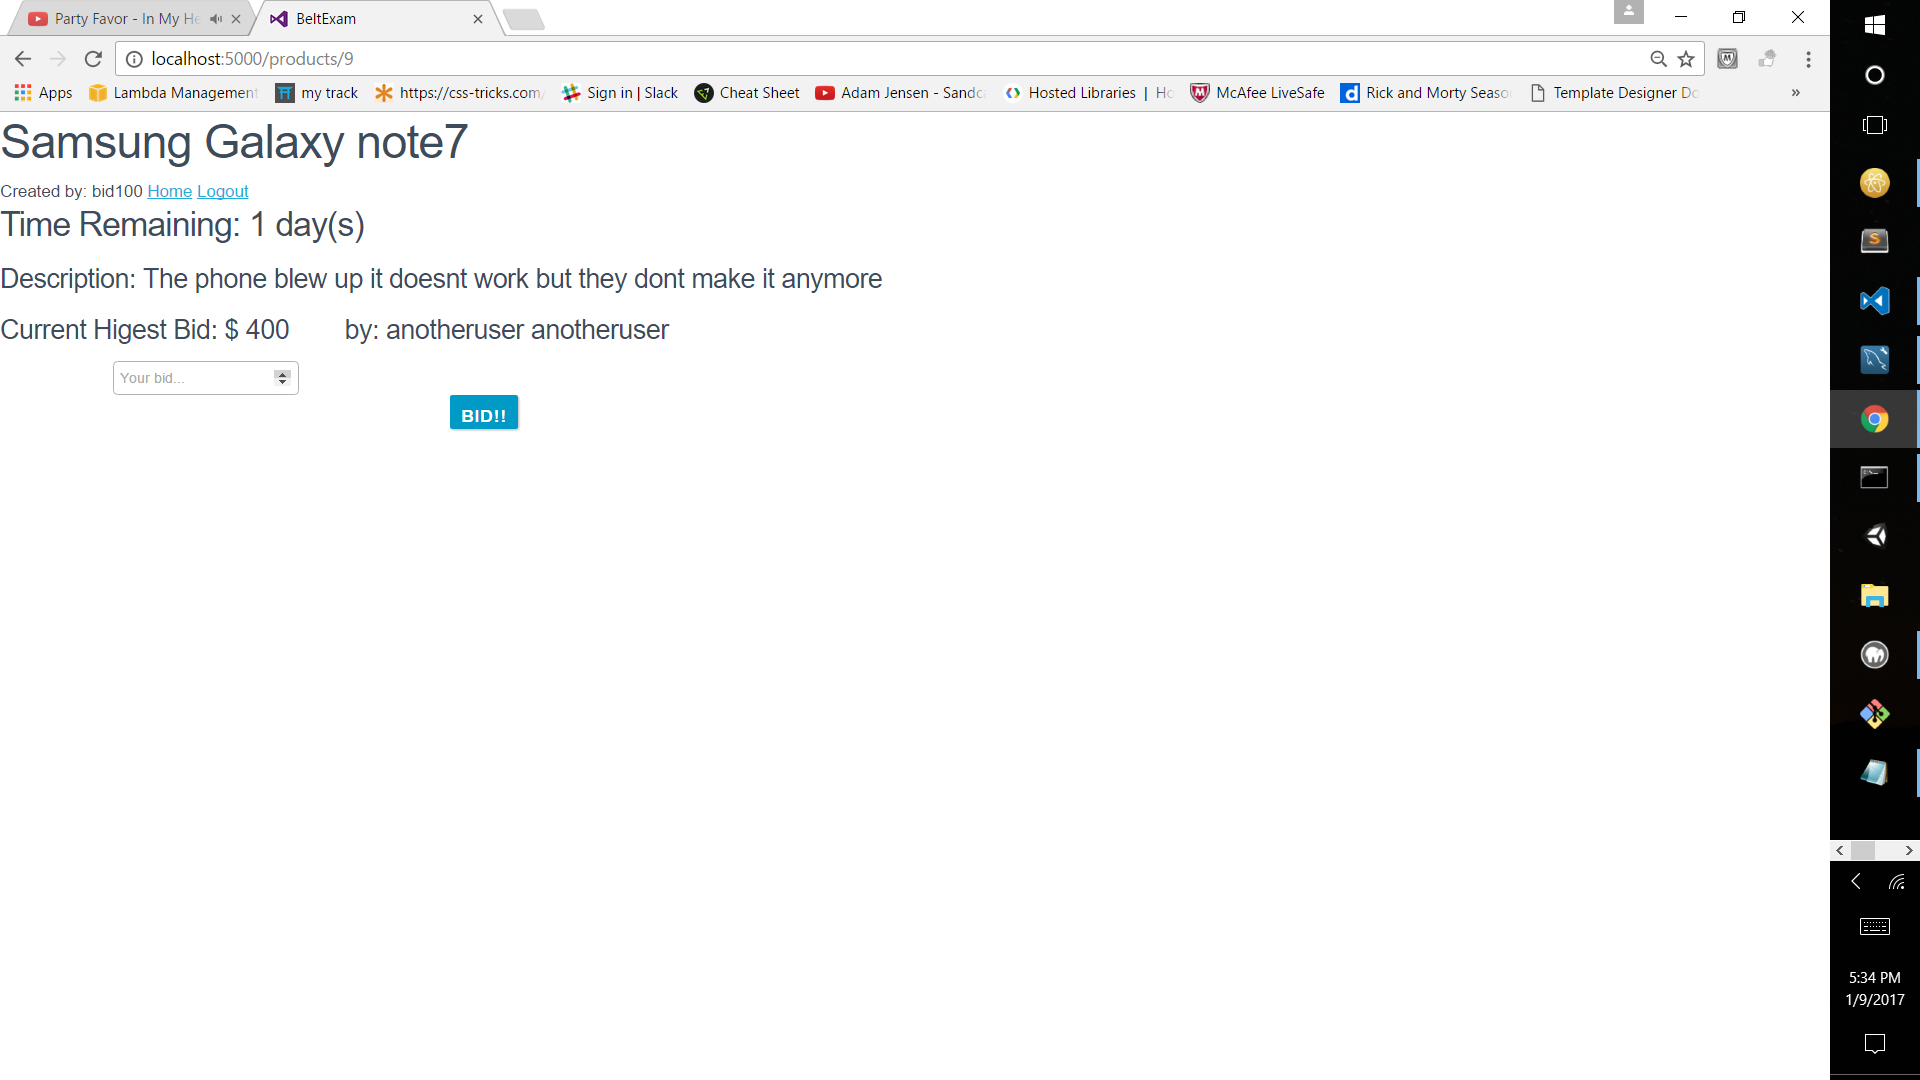 Party Favor - In My He
BeltExam
localhost:5000/products/9
Apps Lambda Management my track https://css-tricks.com/ Sign in | Slack Cheat Sheet Adam Jensen - Sandc Hosted Libraries | Ho McAfee LiveSafe Rick and Morty Seaso Template Designer Do »
Samsung Galaxy note7
Created by: bid100 Home Logout
Time Remaining: 1 day(s)
Description: The phone blew up it doesnt work but they dont make it anymore
Current Higest Bid: $ 400 by: anotheruser anotheruser
Your bid...
BID!!
5:34 PM
1/9/2017